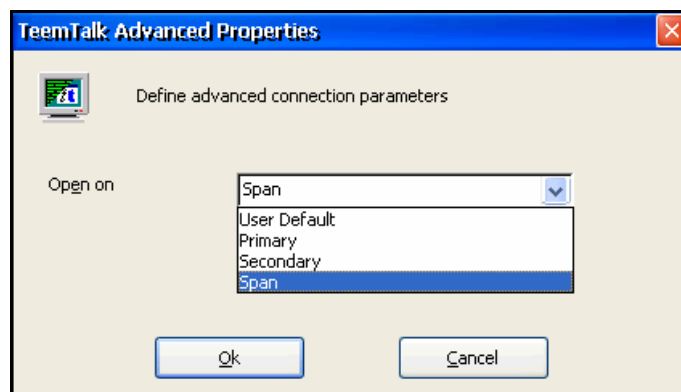 TeemTalk Advanced Properties
Define advanced connection parameters
Open on
Span
User Default
Primary
Secondary
Span
Ok
Cancel